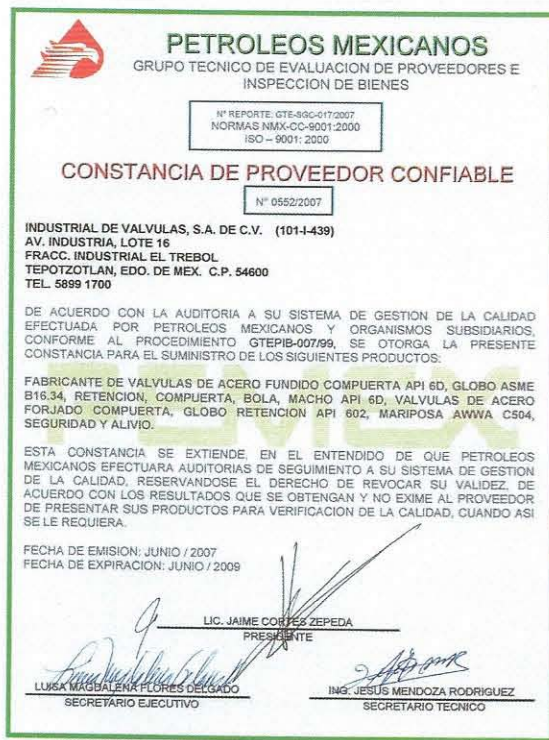 PETROLEOS MEXICANOS
GRUPO TECNICO DE EVALUACION DE PROVEEDORES E
INSPECCION DE BIENES
N° REPORTE: GTE-SGC-017/2007
NORMAS NMX-CC-9001:2000
ISO – 9001: 2000
CONSTANCIA DE PROVEEDOR CONFIABLE
N° 0552/2007
INDUSTRIAL DE VALVULAS, S.A. DE C.V. (101-I-439)
AV. INDUSTRIA, LOTE 16
FRACC. INDUSTRIAL EL TREBOL
TEPOTZOTLAN, EDO. DE MEX. C.P. 54600
TEL. 5899 1700
DE ACUERDO CON LA AUDITORIA A SU SISTEMA DE GESTION DE LA CALIDAD
EFECTUADA POR PETROLEOS MEXICANOS Y ORGANISMOS SUBSIDIARIOS,
CONFORME AL PROCEDIMIENTO GTEPIB-007/99, SE OTORGA LA PRESENTE
CONSTANCIA PARA EL SUMINISTRO DE LOS SIGUIENTES PRODUCTOS:
FABRICANTE DE VALVULAS DE ACERO FUNDIDO COMPUERTA API 6D, GLOBO ASME
B16.34, RETENCION, COMPUERTA, BOLA, MACHO API 6D, VALVULAS DE ACERO
FORJADO COMPUERTA, GLOBO RETENCION API 602, MARIPOSA AWWA C504,
SEGURIDAD Y ALIVIO.
PEMEX
ESTA CONSTANCIA SE EXTIENDE, EN EL ENTENDIDO DE QUE PETROLEOS
MEXICANOS EFECTUARA AUDITORIAS DE SEGUIMIENTO A SU SISTEMA DE GESTION
DE LA CALIDAD, RESERVANDOSE EL DERECHO DE REVOCAR SU VALIDEZ, DE
ACUERDO CON LOS RESULTADOS QUE SE OBTENGAN Y NO EXIME AL PROVEEDOR
DE PRESENTAR SUS PRODUCTOS PARA VERIFICACION DE LA CALIDAD, CUANDO ASI
SE LE REQUIERA.
FECHA DE EMISION: JUNIO / 2007
FECHA DE EXPIRACION: JUNIO / 2009
LIC. JAIME CORTES ZEPEDA
PRESIDENTE
LUISA MAGDALENA FLORES DELGADO
SECRETARIO EJECUTIVO
ING. JESUS MENDOZA RODRIGUEZ
SECRETARIO TECNICO